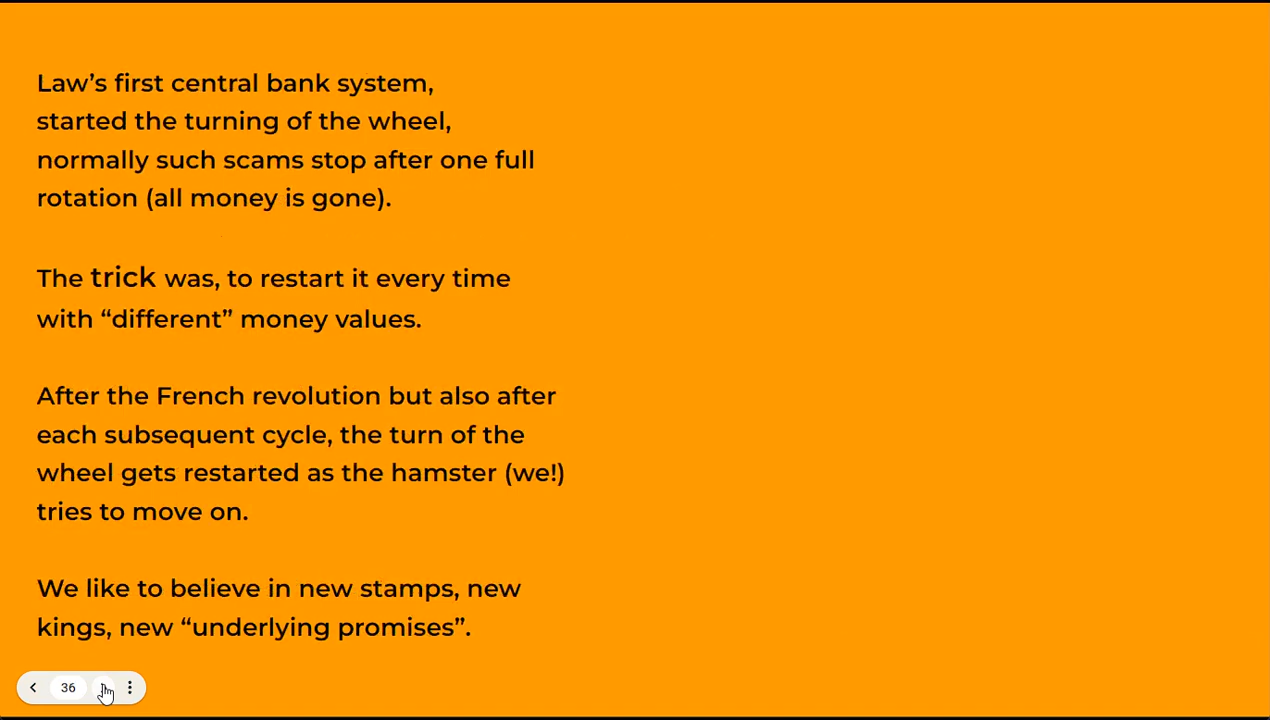 Law’s first central bank system,
started the turning of the wheel,
normally such scams stop after one full
rotation (all money is gone).
The trick was, to restart it every time
with “different” money values.
After the French revolution but also after
each subsequent cycle, the turn of the
wheel gets restarted as the hamster (we!)
tries to move on.
We like to believe in new stamps, new
kings, new “underlying promises”.
36